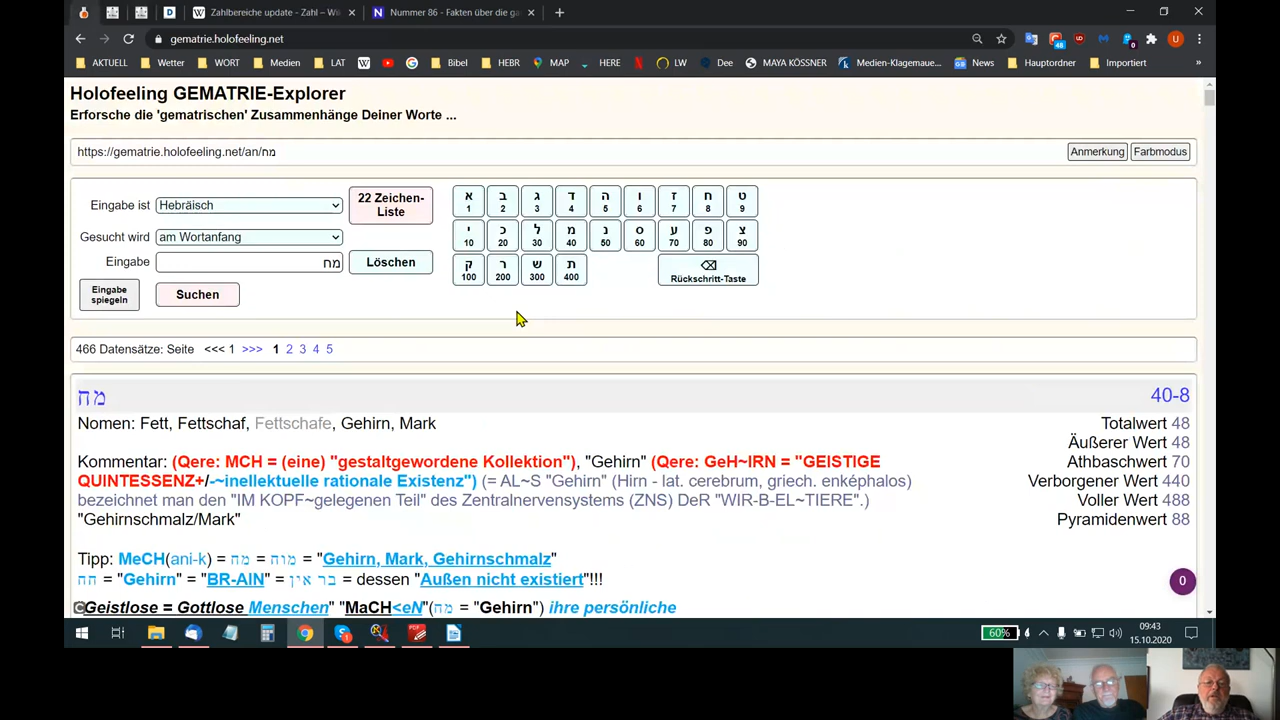 Zahlbereiche update - Zahl – Wi
Nummer 86 - Fakten über die ga
gematrie.holofeeling.net
48
0
U
AKTUELL Wetter WORT Medien LAT Bibel HEBR MAP HERE LW Dee MAYA KÖSSNER Medien-Klagemaue... News Hauptordner Importiert »
Holofeeling GEMATRIE-Explorer
Erforsche die 'gematrischen' Zusammenhänge Deiner Worte ...
https://gematrie.holofeeling.net/an/מח
Anmerkung Farbmodus
Eingabe ist Hebräisch
22 Zeichen-
Liste
Gesucht wird am Wortanfang
Eingabe מח Löschen
Eingabe
spiegeln
Suchen
א ב ג ד ה ו ז ח ט
1 2 3 4 5 6 7 8 9
י כ ל מ נ ס ע פ צ
10 20 30 40 50 60 70 80 90
ק ר ש ת
100 200 300 400
Rückschritt-Taste
466 Datensätze: Seite <<< 1 >>> 1 2 3 4 5
מח 40-8
Nomen: Fett, Fettschaf, Fettschafe, Gehirn, Mark
Totalwert 48
Äußerer Wert 48
Athbaschwert 70
Verborgener Wert 440
Voller Wert 488
Pyramidenwert 88
Kommentar: (Qere: MCH = (eine) "gestaltgewordene Kollektion"), "Gehirn" (Qere: GeH~IRN = "GEISTIGE
QUINTESSENZ+/-~inellektuelle rationale Existenz") (= AL~S "Gehirn" (Hirn - lat. cerebrum, griech. enképhalos)
bezeichnet man den "IM KOPF~gelegenen Teil" des Zentralnervensystems (ZNS) DeR "WIR-B-EL~TIERE".)
"Gehirnschmalz/Mark"
Tipp: MeCH(ani-k) = מח = מוח = "Gehirn, Mark, Gehirnschmalz"
חח = "Gehirn" = "BR-AIN" = בר אין = dessen "Außen nicht existiert"!!!
Geistlose = Gottlose Menschen" "MaCH<eN"(מח = "Gehirn") ihre persönliche
0
60%
09:43
15.10.2020